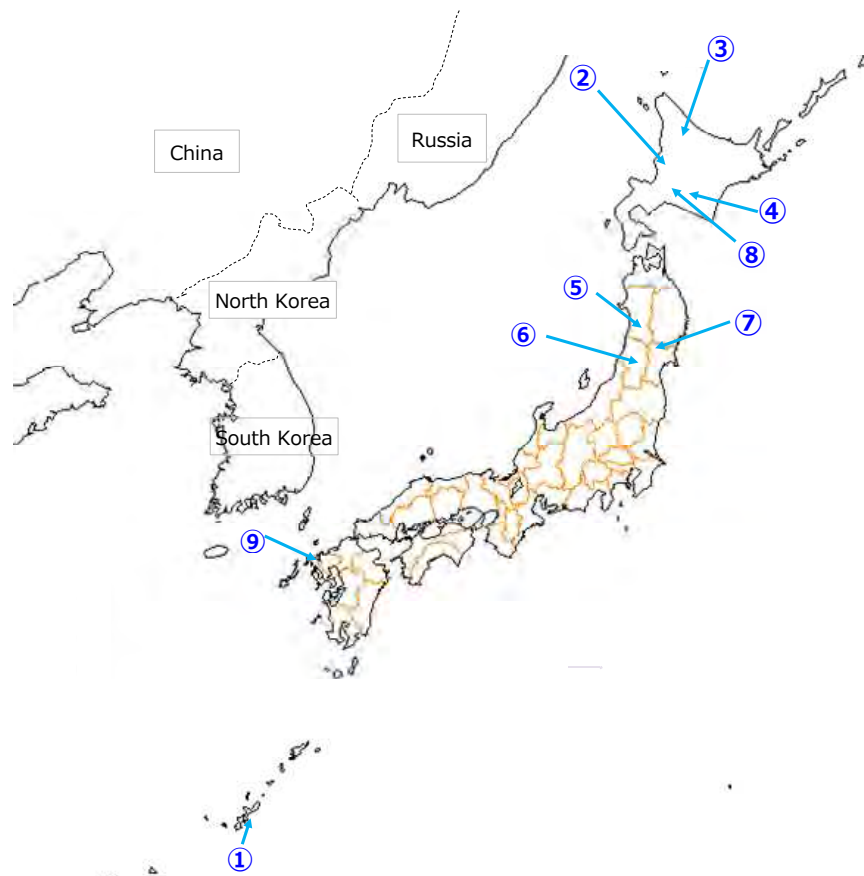 ③
②
Russia
China
④
⑧
⑤
North Korea
⑦
⑥
South Korea
⑨
①